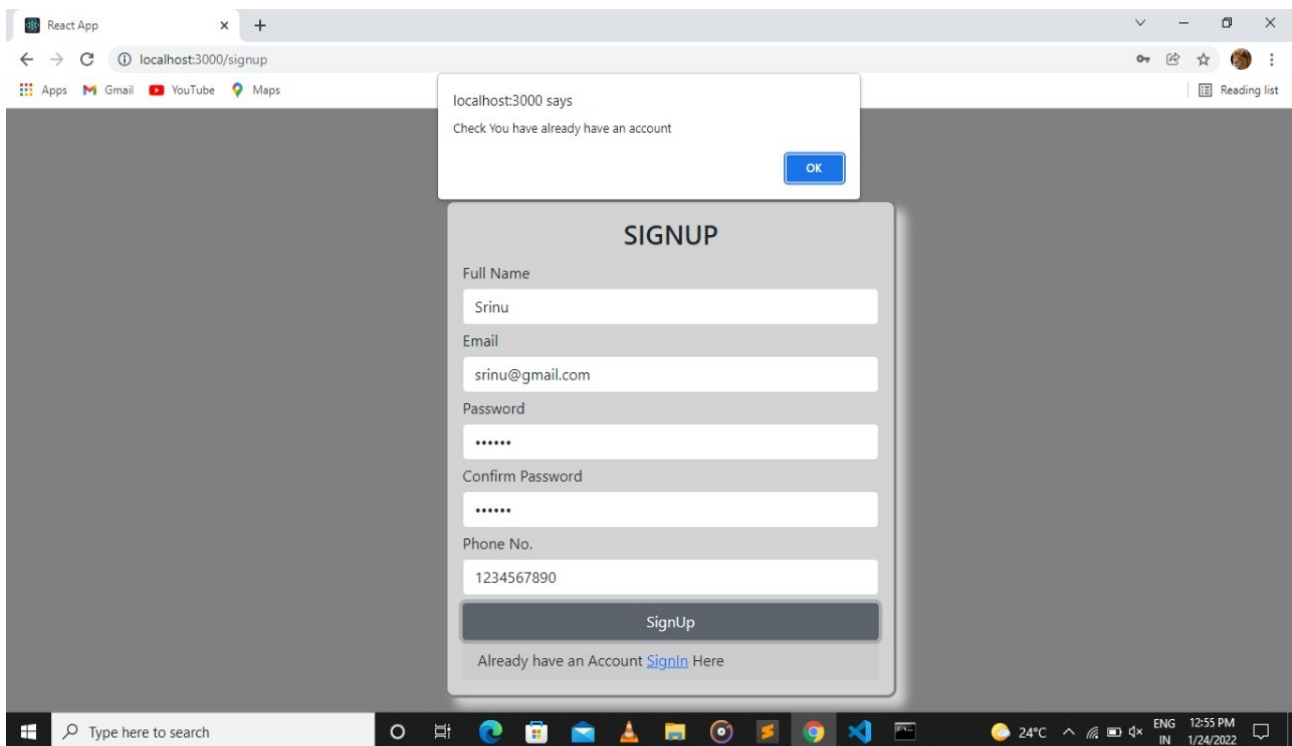 React App
localhost:3000/signup
Apps Gmail YouTube Maps Reading list
localhost:3000 says
Check You have already have an account
OK
SIGNUP
Full Name
Srinu
Email
srinu@gmail.com
Password
••••••
Confirm Password
••••••
Phone No.
1234567890
SignUp
Already have an Account SignIn Here
Type here to search
24°C
ENG
IN
12:55 PM
1/24/2022